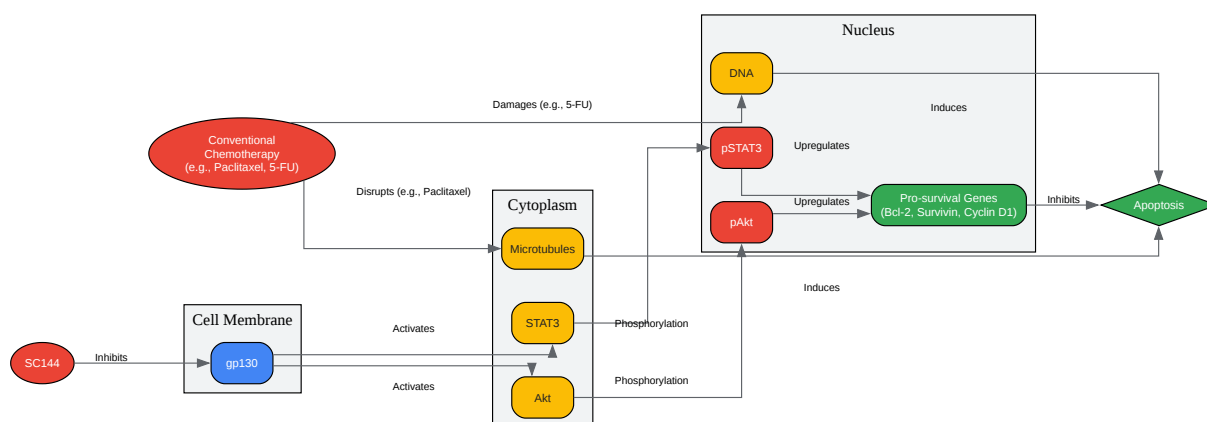 Nucleus
DNA
Damages (e.g., 5-FU)
Induces
Conventional
Chemotherapy
(e.g., Paclitaxel, 5-FU)
pSTAT3
Upregulates
Disrupts (e.g., Paclitaxel)
Cytoplasm
Pro-survival Genes
(Bcl-2, Survivin, Cyclin D1)
Upregulates
Inhibits
Apoptosis
pAkt
Microtubules
Induces
Cell Membrane
STAT3
Phosphorylation
Activates
SC144
Inhibits
gp130
Activates
Akt
Phosphorylation